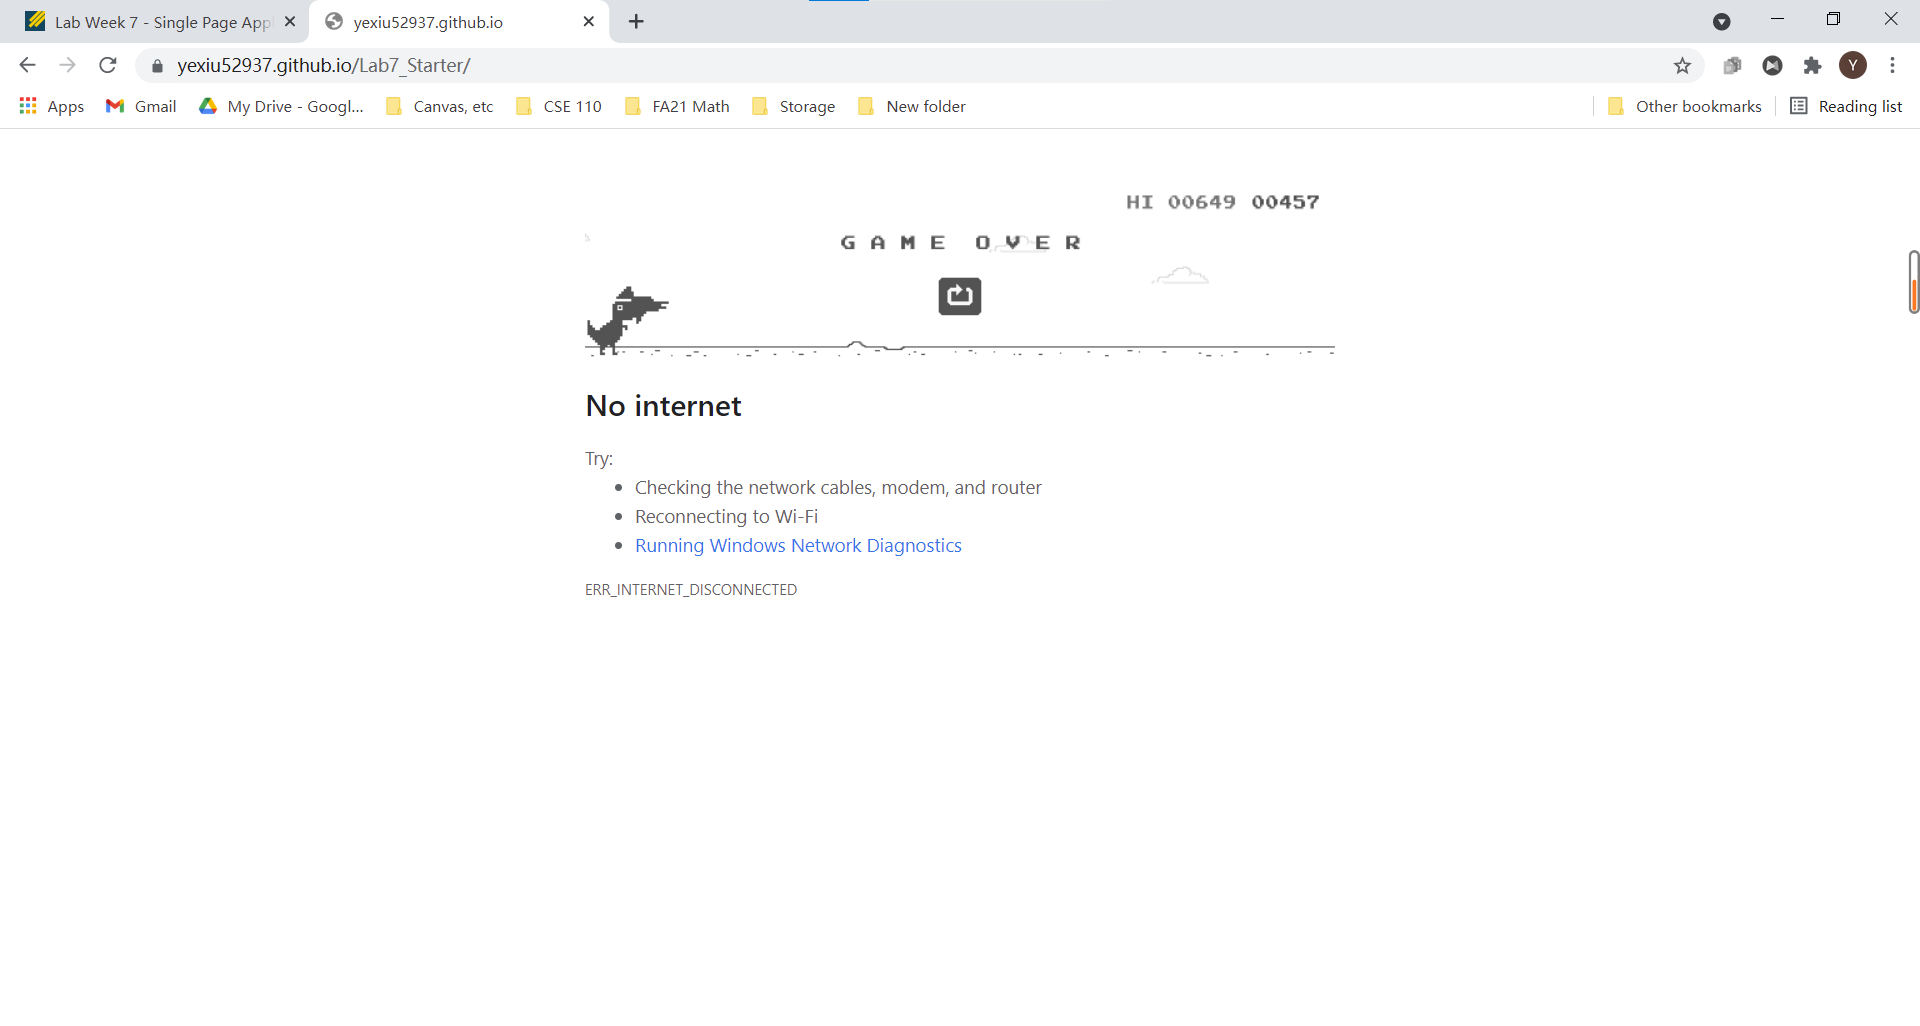 Lab Week 7 - Single Page App
yexiu52937.github.io
yexiu52937.github.io/Lab7_Starter/
Y
Apps
Gmail
My Drive - Googl...
Canvas, etc
CSE 110
FA21 Math
Storage
New folder
Other bookmarks
Reading list
HI 00649 00457
GAME OVER
No internet
Try:
Checking the network cables, modem, and router
Reconnecting to Wi-Fi
Running Windows Network Diagnostics
ERR_INTERNET_DISCONNECTED